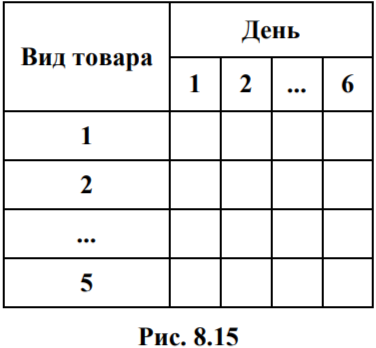 День
Вид товара
1 2 ... 6
1
2
...
5
Рис. 8.15